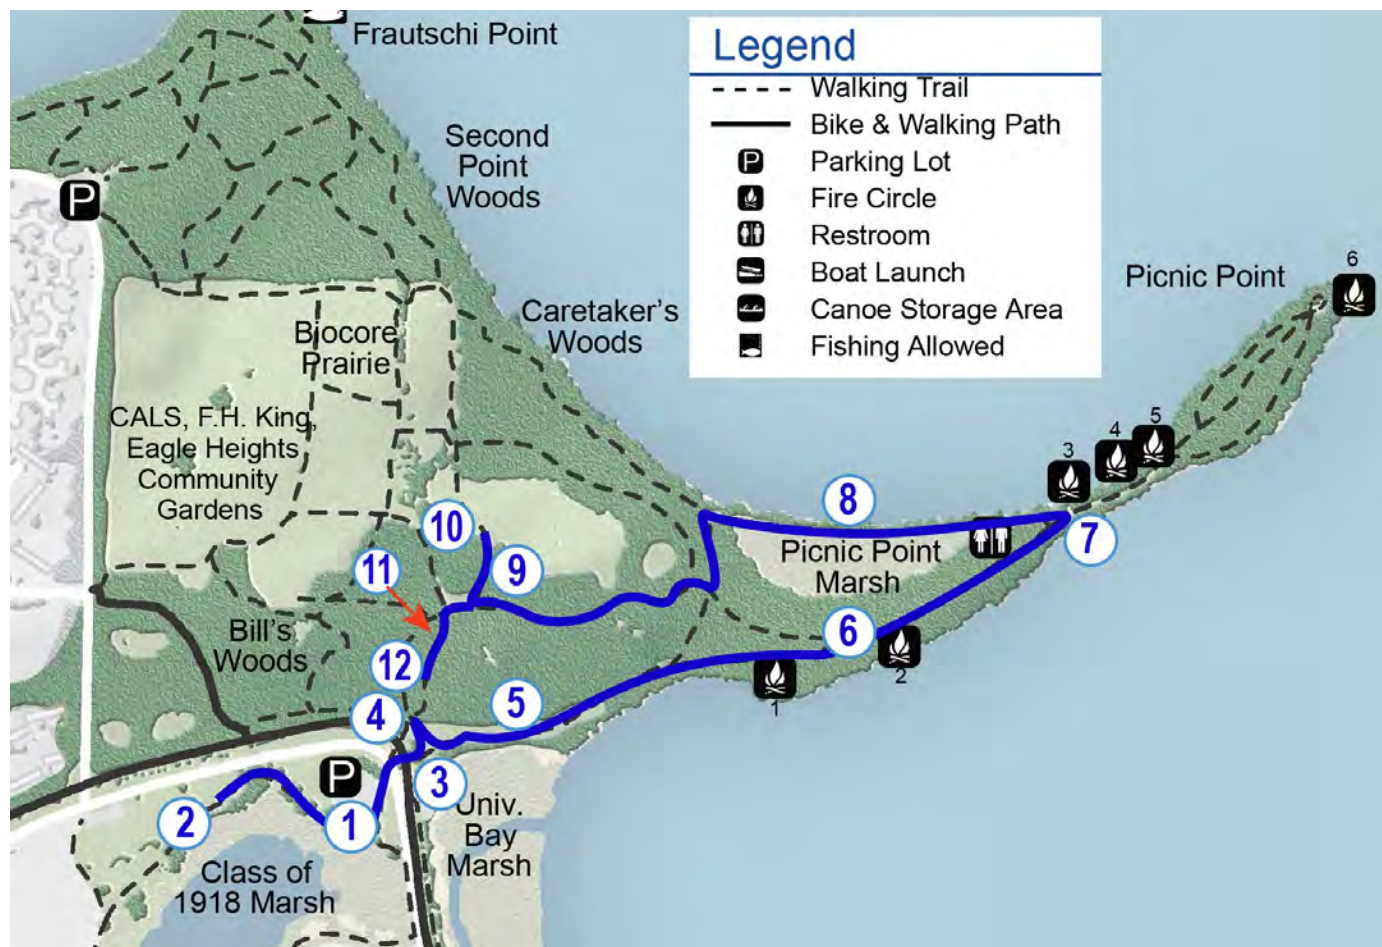 Frautschi Point
Legend
Walking Trail
Bike & Walking Path
P
Parking Lot
Fire Circle
Restroom
Boat Launch
Canoe Storage Area
Fishing Allowed
Second
Point
Woods
P
Picnic Point
6
Caretaker's
Woods
Biocore
Prairie
CALS, F.H. King,
Eagle Heights
Community
Gardens
5
4
3
8
10
7
Picnic Point
Marsh
11
9
Bill's
Woods
6
12
2
1
5
4
P
3
2
1
Univ.
Bay
Marsh
Class of
1918 Marsh